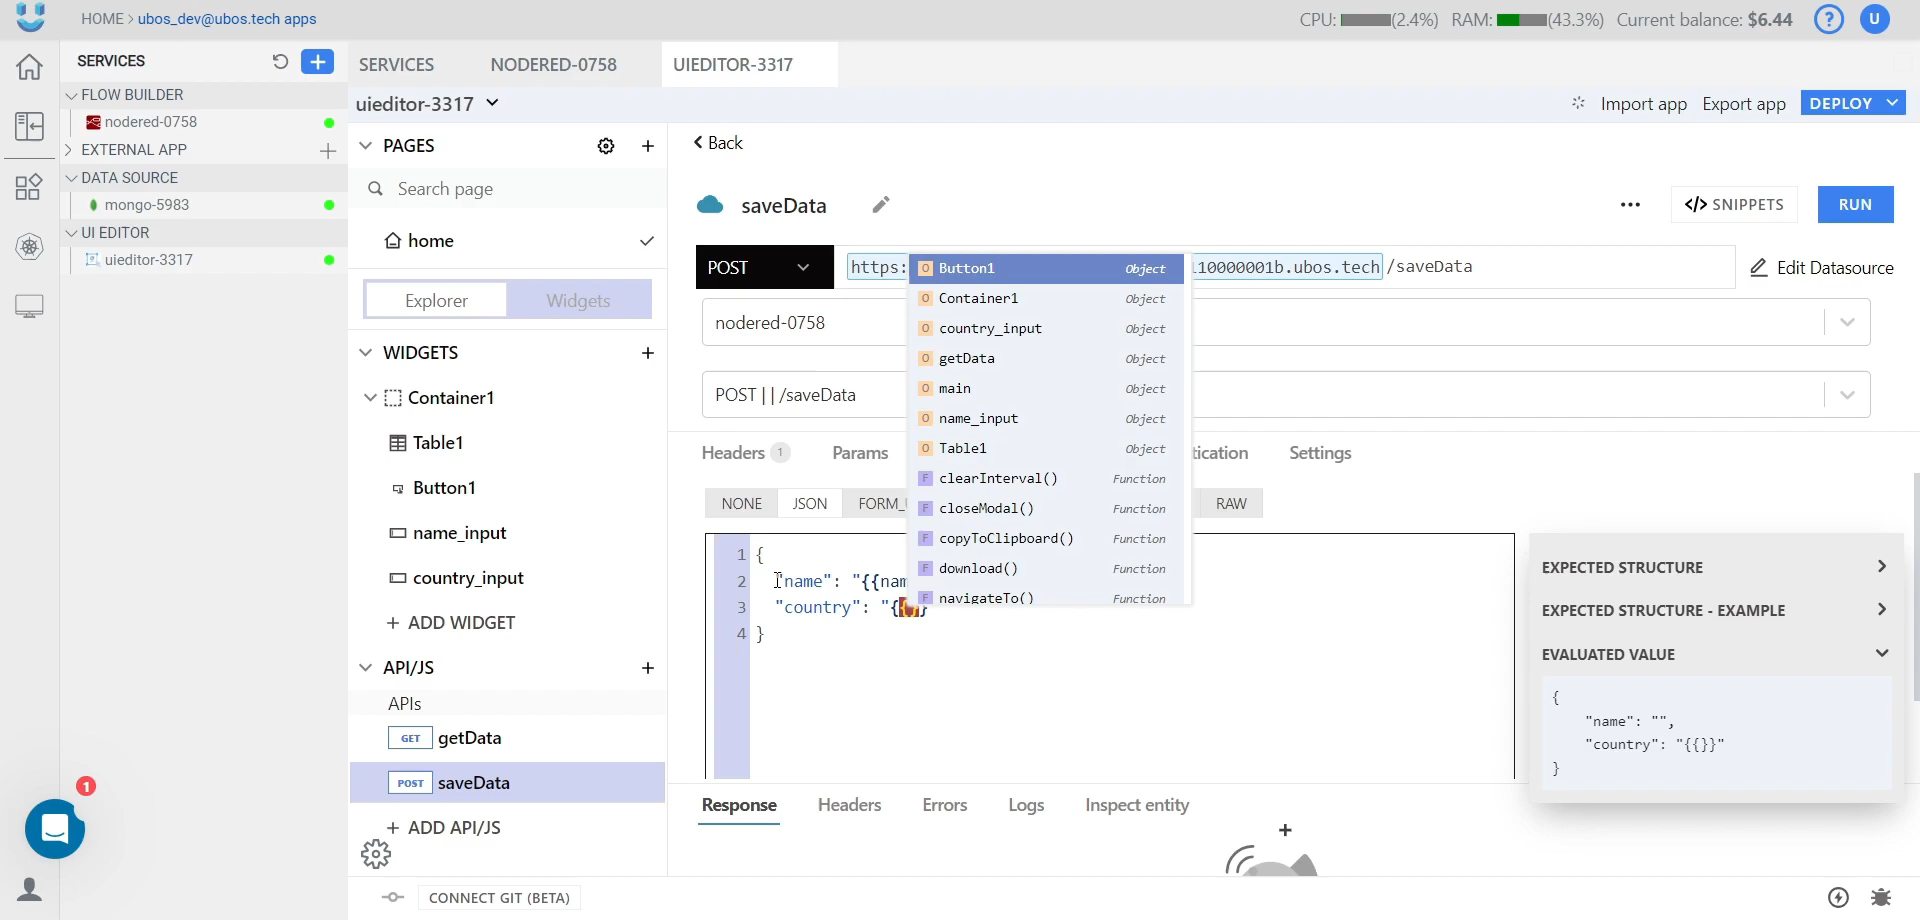 HOME > ubos_dev@ubos.tech apps
CPU: (2.4%) RAM: (43.3%) Current balance: $6.44 ? U
SERVICES
FLOW BUILDER
nodered-0758
EXTERNAL APP
DATA SOURCE
mongo-5983
UI EDITOR
uieditor-3317
1
SERVICES NODERED-0758 UIEDITOR-3317
uieditor-3317
Import app Export app DEPLOY
PAGES
Search page
home
Explorer Widgets
WIDGETS
Container1
Table1
Button1
name_input
country_input
+ ADD WIDGET
API/JS
APIs
GET getData
POST saveData
+ ADD API/JS
CONNECT GIT (BETA)
Back
saveData
</> SNIPPETS RUN
POST https: l10000001b.ubos.tech /saveData Edit Datasource
nodered-0758
POST | | /saveData
Button1 Object
Container1 Object
country_input Object
getData Object
main Object
name_input Object
Table1 Object
clearInterval() Function
closeModal() Function
copyToClipboard() Function
download() Function
navigateTo() Function
Headers 1 Params tication Settings
NONE JSON FORM_ RAW
1 {
2 "name": "{{nam
3 "country": "{
4 }
EXPECTED STRUCTURE
EXPECTED STRUCTURE - EXAMPLE
EVALUATED VALUE
{
"name": "",
"country": "{{}}"
}
Response Headers Errors Logs Inspect entity